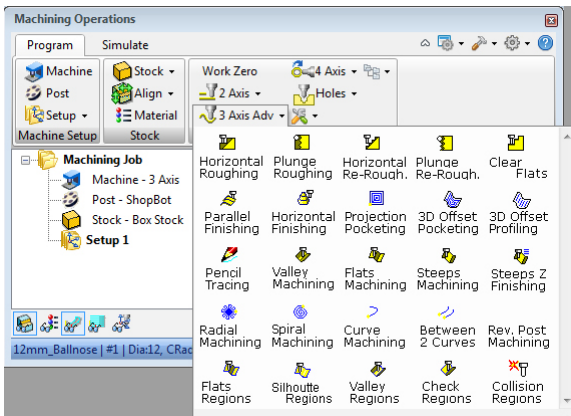 Machining Operations
Program Simulate
Machine Stock Work Zero 4 Axis
Post Align 2 Axis Holes
Setup Material 3 Axis Adv
Machine Setup Stock
Machining Job
Machine - 3 Axis
Post - ShopBot
Stock - Box Stock
Setup 1
12mm_Ballnose | #1 | Dia:12, CRac
Horizontal Plunge Horizontal Plunge Clear
Roughing Roughing Re-Rough. Re-Rough. Flats
Parallel Horizontal Projection 3D Offset 3D Offset
Finishing Finishing Pocketing Pocketing Profiling
Pencil Valley Flats Steeps Steeps Z
Tracing Machining Machining Machining Finishing
Radial Spiral Curve Between Rev. Post
Machining Machining Machining 2 Curves Machining
Flats Silhoutte Valley Check Collision
Regions Regions Regions Regions Regions